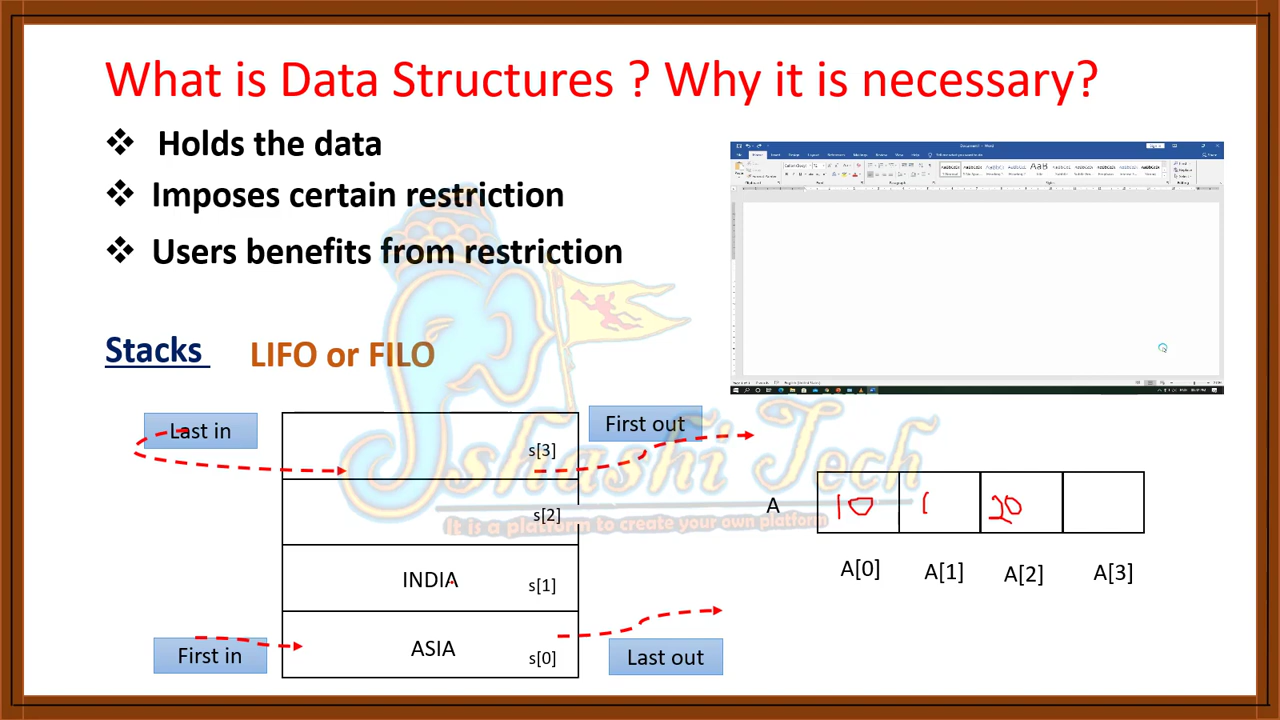 What is Data Structures ? Why it is necessary?
❖ Holds the data
❖ Imposes certain restriction
❖ Users benefits from restriction
Stacks LIFO or FILO
Last in
First out
s[3]
s[2]
INDIA s[1]
ASIA s[0]
First in
Last out
A 10 1 20
A[0] A[1] A[2] A[3]
Jshashi Tech
It is a platform to create your own platform